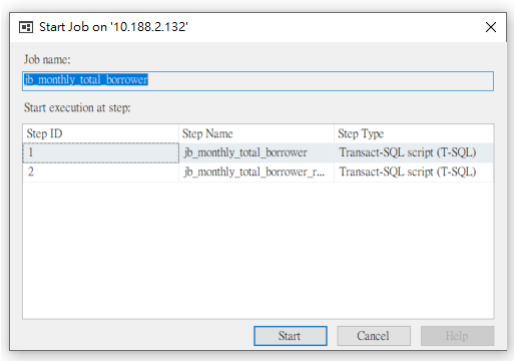 Start Job on '10.188.2.132'
Job name:
jb_monthly_total_borrower
Start execution at step:
Step ID Step Name Step Type
1 jb_monthly_total_borrower Transact-SQL script (T-SQL)
2 jb_monthly_total_borrower_r... Transact-SQL script (T-SQL)
Start Cancel Help